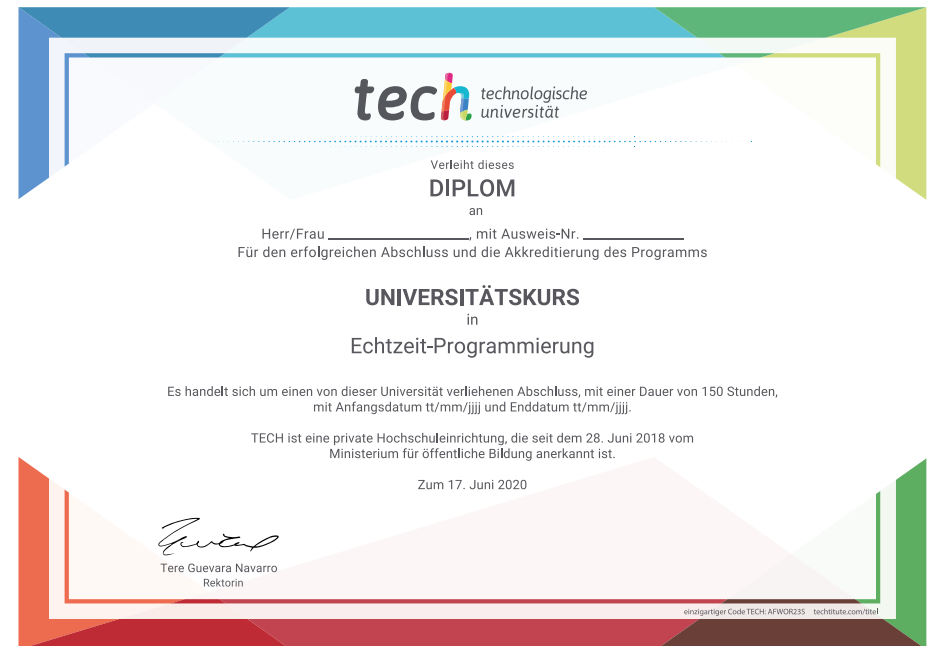 tech technologische
universität
Verleiht dieses
DIPLOM
an
Herr/Frau ____________________, mit Ausweis-Nr. ______________
Für den erfolgreichen Abschluss und die Akkreditierung des Programms
UNIVERSITÄTSKURS
in
Echtzeit-Programmierung
Es handelt sich um einen von dieser Universität verliehenen Abschluss, mit einer Dauer von 150 Stunden,
mit Anfangsdatum tt/mm/jjjj und Enddatum tt/mm/jjjj.
TECH ist eine private Hochschuleinrichtung, die seit dem 28. Juni 2018 vom
Ministerium für öffentliche Bildung anerkannt ist.
Zum 17. Juni 2020
Tere Guevara Navarro
Rektorin
einzigartiger Code TECH: AFWOR23S techtitute.com/titel